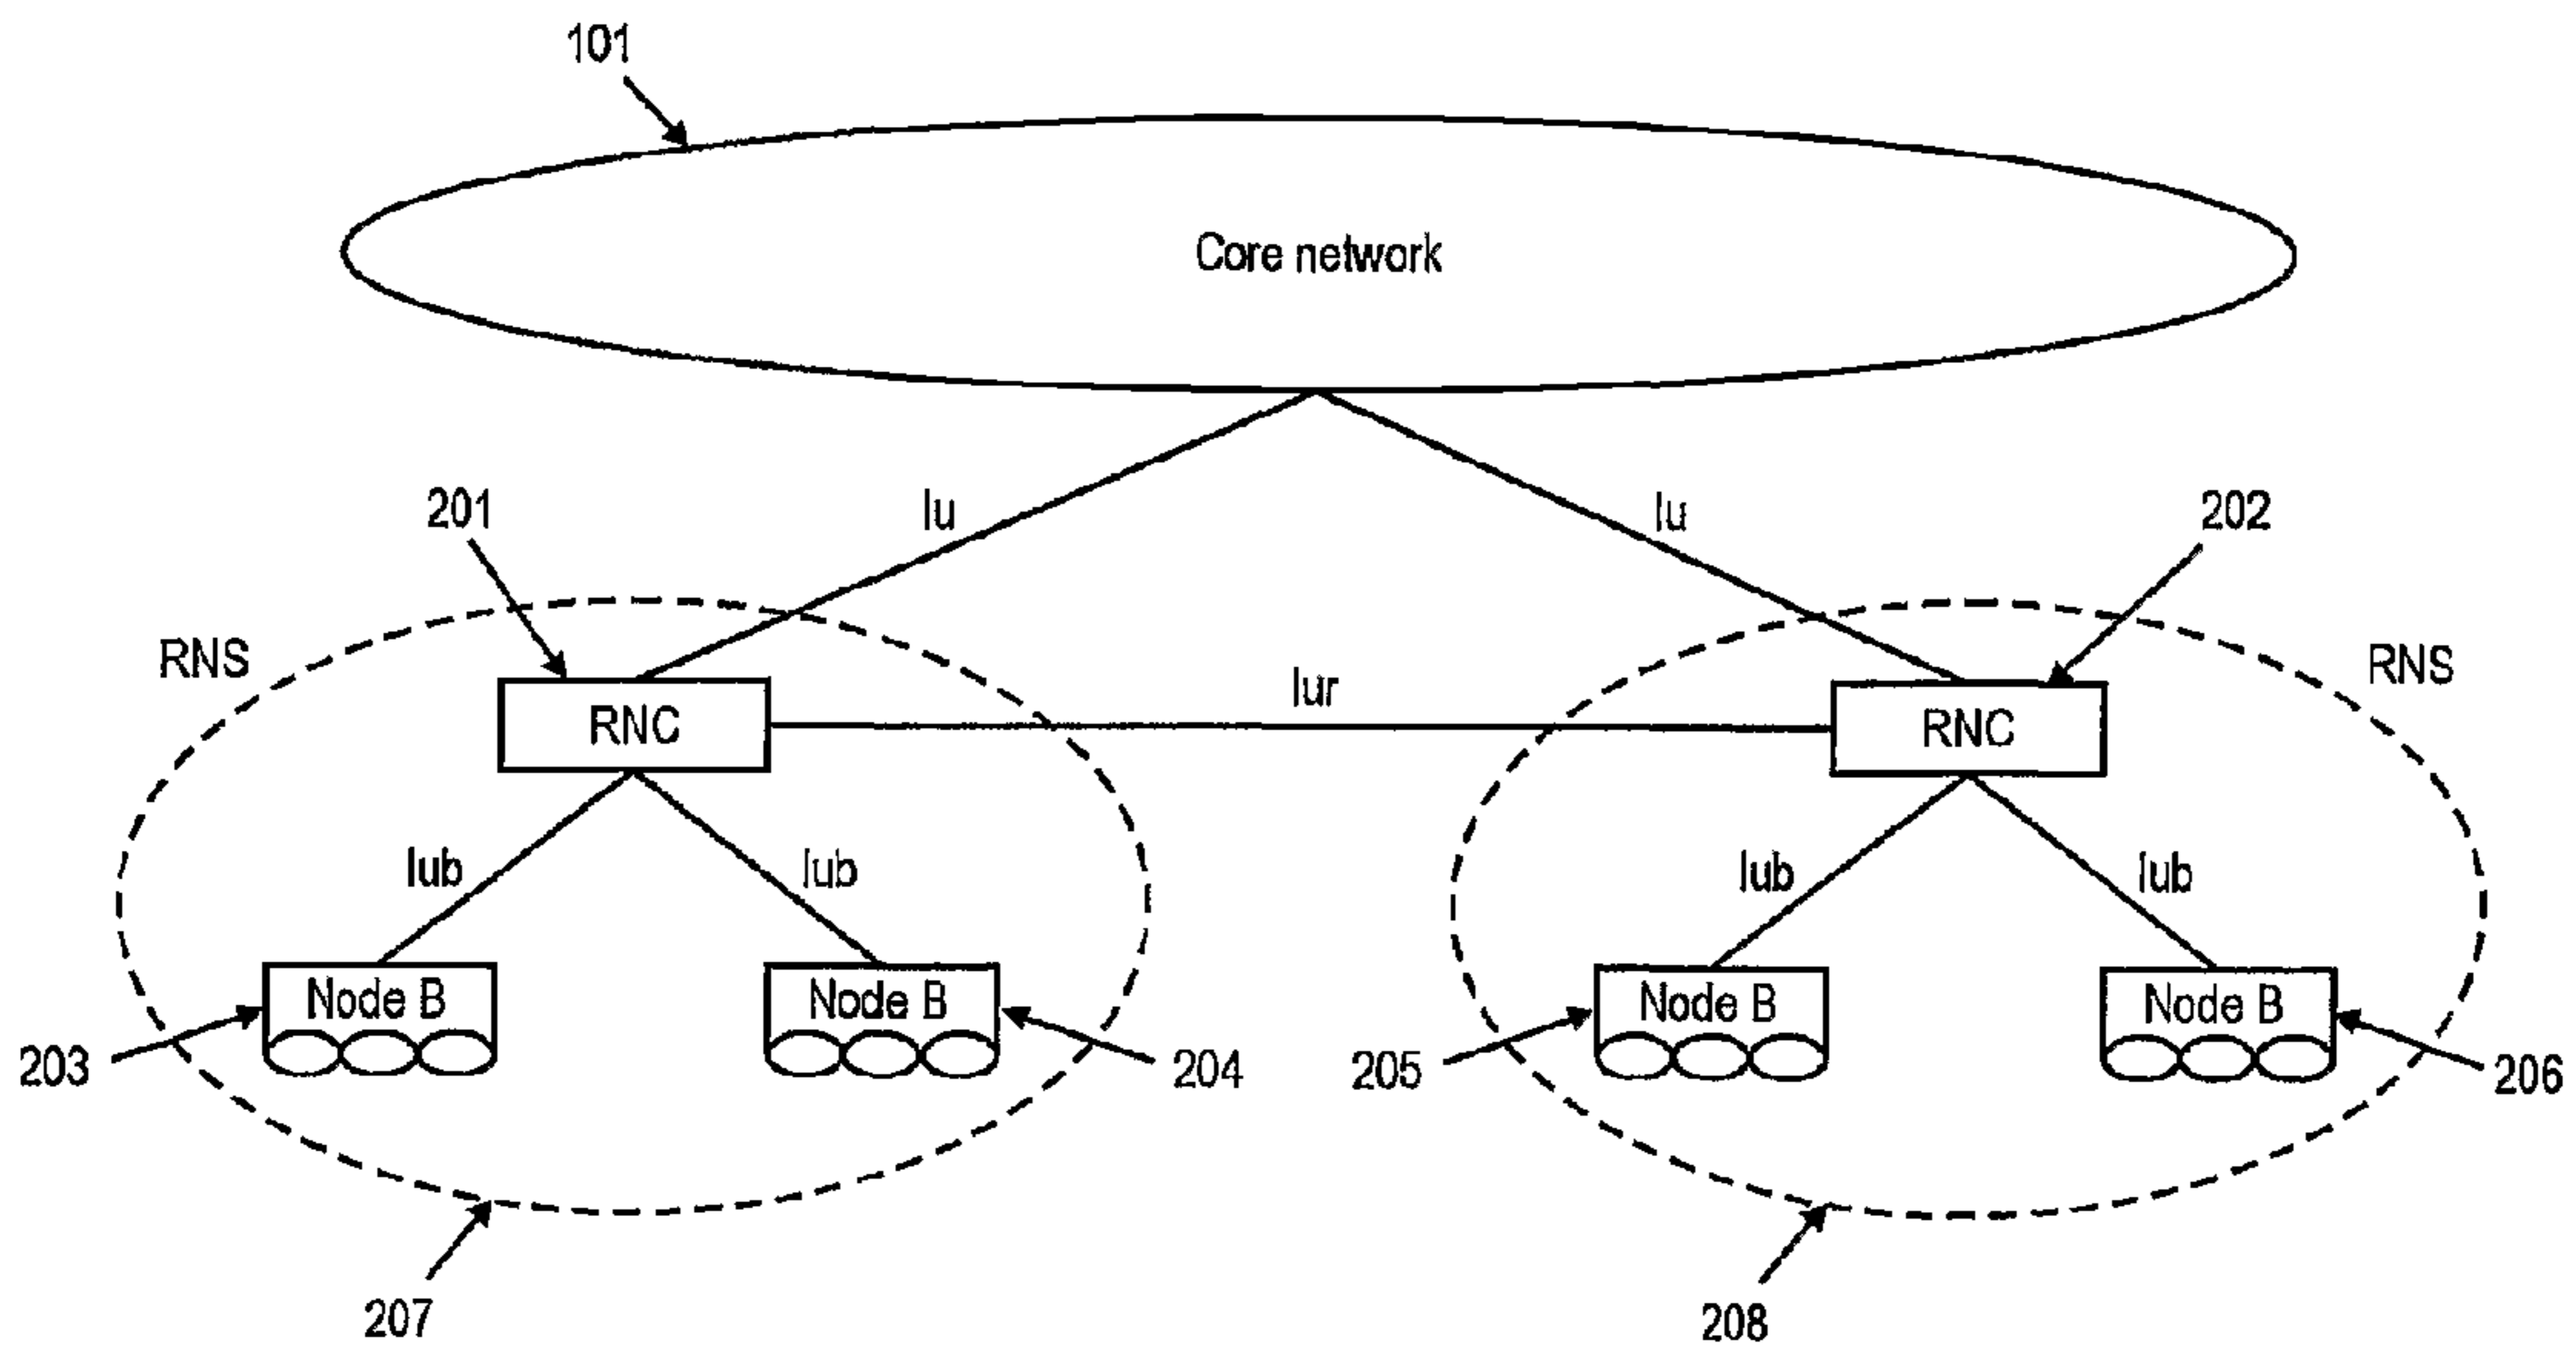 101
Core network
Iu
Iu
201
202
RNS
RNS
Iur
RNC
RNC
Iub
Iub
Iub
Iub
Node B
Node B
Node B
Node B
203
204
205
206
207
208